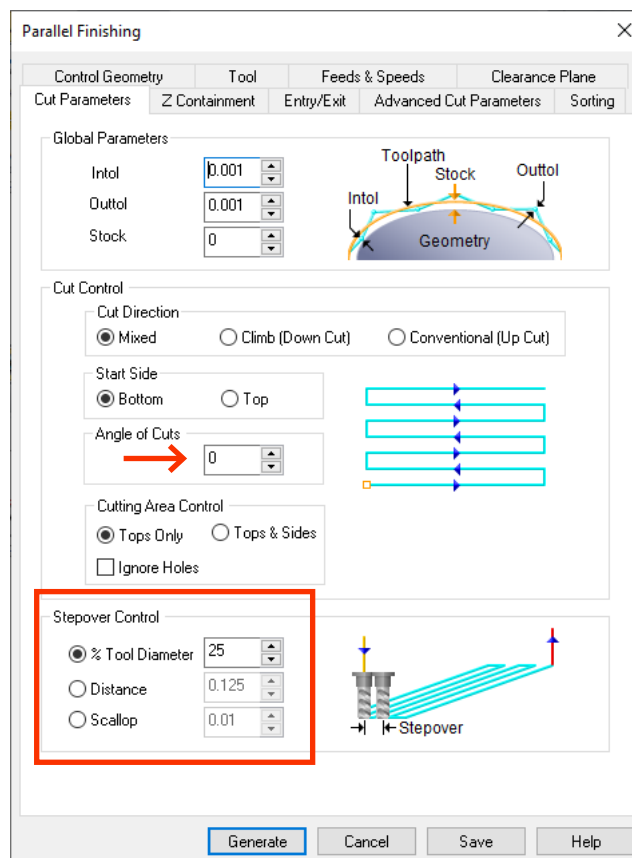 Parallel Finishing
Control Geometry Tool Feeds & Speeds Clearance Plane
Cut Parameters Z Containment Entry/Exit Advanced Cut Parameters Sorting
Global Parameters
Intol 0.001
Outtol 0.001
Stock 0
Toolpath
Stock
Outtol
Intol
Geometry
Cut Control
Cut Direction
Mixed Climb (Down Cut) Conventional (Up Cut)
Start Side
Bottom Top
Angle of Cuts
0
Cutting Area Control
Tops Only Tops & Sides
Ignore Holes
Stepover Control
% Tool Diameter 25
Distance 0.125
Scallop 0.01
Stepover
Generate Cancel Save Help